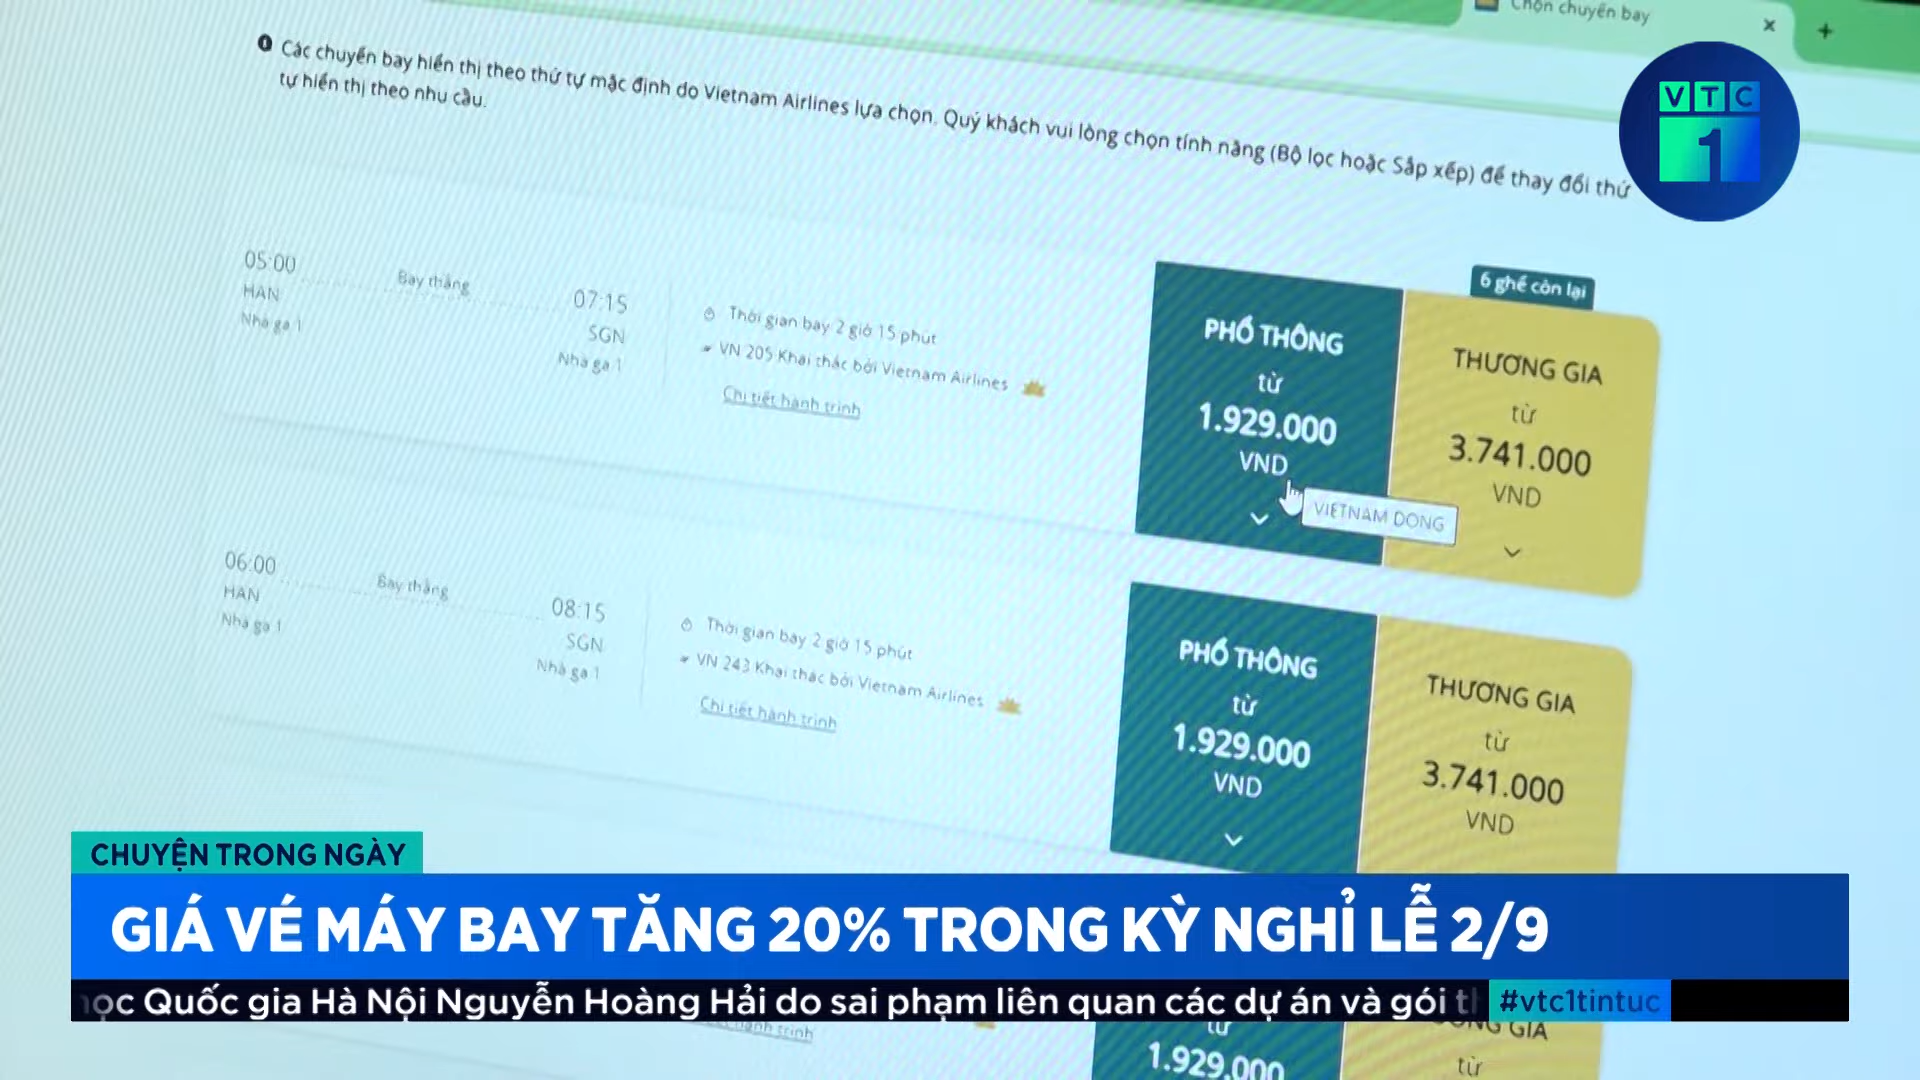 Chọn chuyến bay
Các chuyến bay hiển thị theo thứ tự mặc định do Vietnam Airlines lựa chọn. Quý khách vui lòng chọn tính năng (Bộ lọc hoặc Sắp xếp) để thay đổi thứ
tự hiển thị theo nhu cầu.
VTC
1
05:00
HAN
Nhà ga 1
Bay thẳng
07:15
SGN
Nhà ga 1
Thời gian bay 2 giờ 15 phút
VN 205 Khai thác bởi Vietnam Airlines
Chi tiết hành trình
PHỔ THÔNG
từ
1.929.000
VND
VIETNAM DONG
6 ghế còn lại
THƯƠNG GIA
từ
3.741.000
VND
06:00
HAN
Nhà ga 1
Bay thẳng
08:15
SGN
Nhà ga 1
Thời gian bay 2 giờ 15 phút
VN 243 Khai thác bởi Vietnam Airlines
Chi tiết hành trình
PHỔ THÔNG
từ
1.929.000
VND
THƯƠNG GIA
từ
3.741.000
VND
CHUYỆN TRONG NGÀY
GIÁ VÉ MÁY BAY TĂNG 20% TRONG KỲ NGHỈ LỄ 2/9
Quốc gia Hà Nội Nguyễn Hoàng Hải do sai phạm liên quan các dự án và gói
#vtc1tintuc
hành trình
từ
1.929.000
THƯƠNG GIA
từ